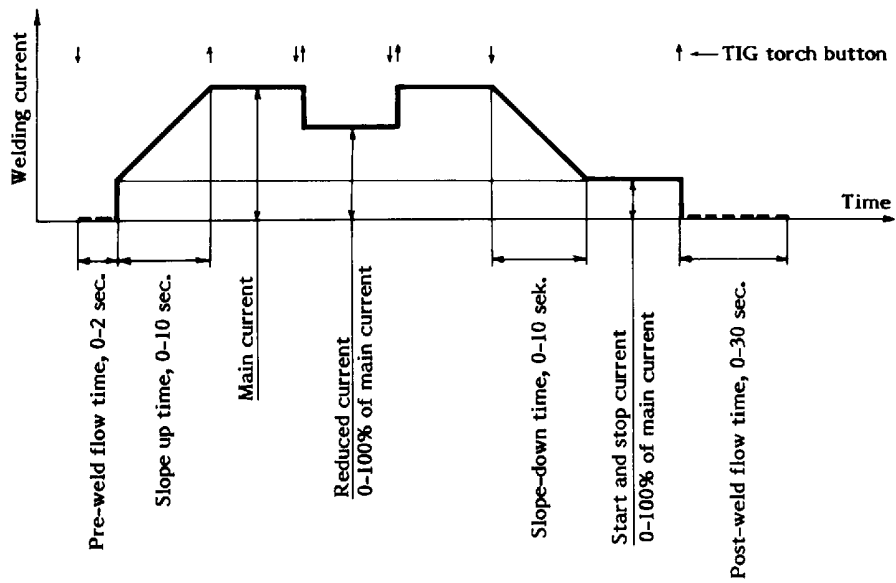 TIG torch button
Welding current
Time
Pre-weld flow time, 0-2 sec.
Slope up time, 0-10 sec.
Main current
Reduced current
0-100% of main current
Slope-down time, 0-10 sek.
Start and stop current
0-100% of main current
Post-weld flow time, 0-30 sec.